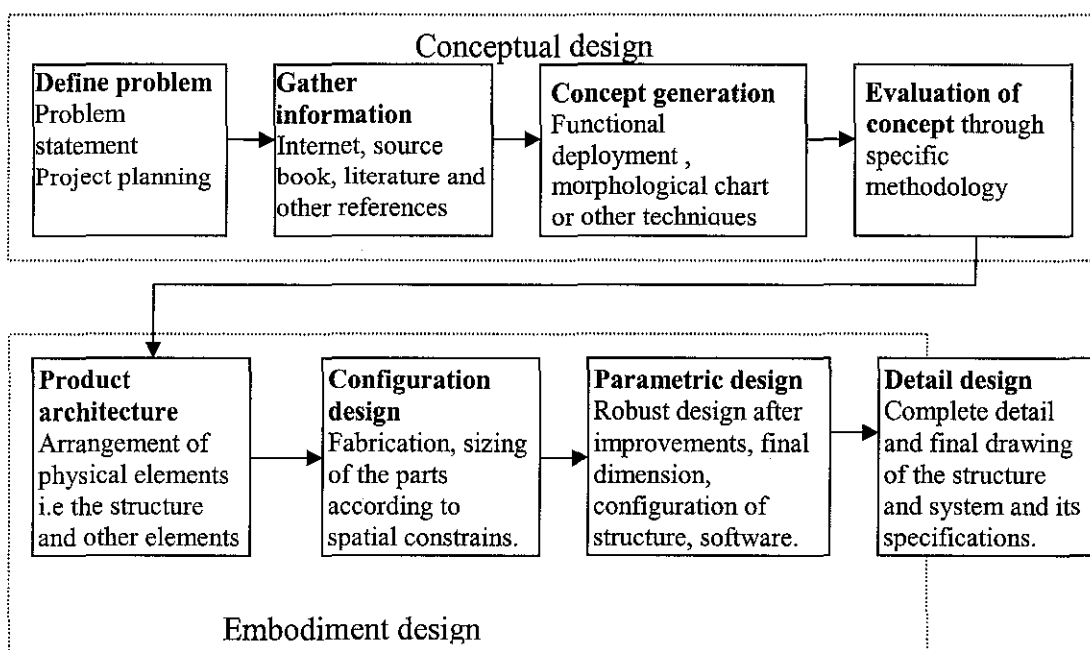 Conceptual design
Define problem
Problem
statement
Project planning
Gather
information
Internet, source
book, literature and
other references
Concept generation
Functional
deployment ,
morphological chart
or other techniques
Evaluation of
concept through
specific
methodology
Product
architecture
Arrangement of
physical elements
i.e the structure
and other elements
Configuration
design
Fabrication, sizing
of the parts
according to
spatial constrains.
Parametric design
Robust design after
improvements, final
dimension,
configuration of
structure, software.
Detail design
Complete detail
and final drawing
of the structure
and system and its
specifications.
Embodiment design